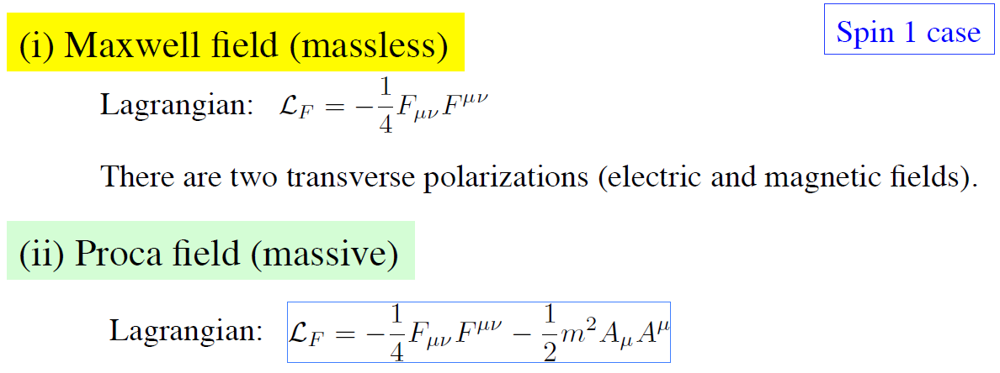 (i) Maxwell field (massless)
Spin 1 case
Lagrangian: $\mathcal{L}_F = -\frac{1}{4} F_{\mu\nu} F^{\mu\nu}$
There are two transverse polarizations (electric and magnetic fields).
(ii) Proca field (massive)
Lagrangian: $\mathcal{L}_F = -\frac{1}{4} F_{\mu\nu} F^{\mu\nu} - \frac{1}{2} m^2 A_\mu A^\mu$